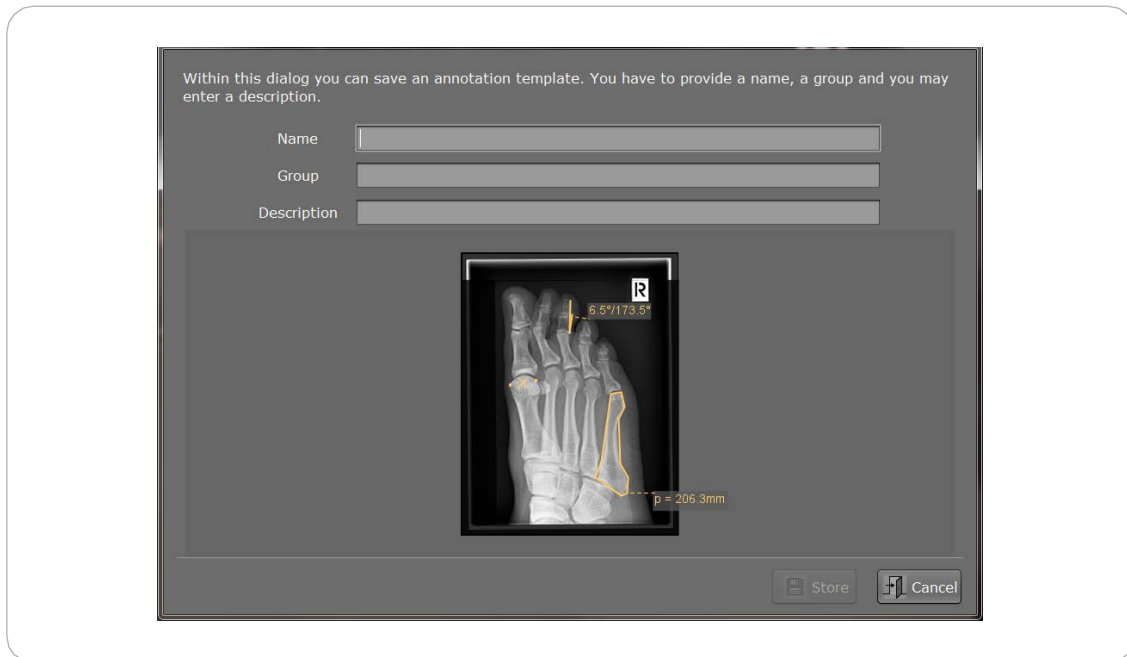 Within this dialog you can save an annotation template. You have to provide a name, a group and you may
enter a description.
Name
Group
Description
R
6.5°/173.5°
p = 206.3mm
Store
Cancel